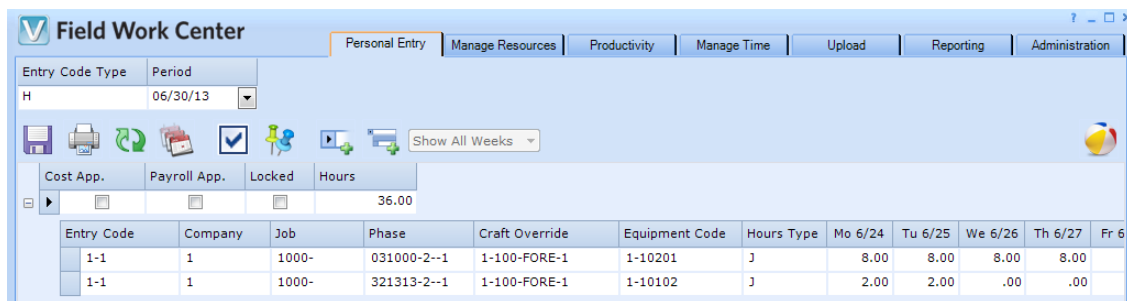 V Field Work Center
? _ □
Personal Entry Manage Resources Productivity Manage Time Upload Reporting Administration
Entry Code Type Period
H 06/30/13
Show All Weeks
Cost App. Payroll App. Locked Hours
36.00
Entry Code Company Job Phase Craft Override Equipment Code Hours Type Mo 6/24 Tu 6/25 We 6/26 Th 6/27 Fr 6
1-1 1 1000- 031000-2--1 1-100-FORE-1 1-10201 J 8.00 8.00 8.00 8.00
1-1 1 1000- 321313-2--1 1-100-FORE-1 1-10102 J 2.00 2.00 .00 .00